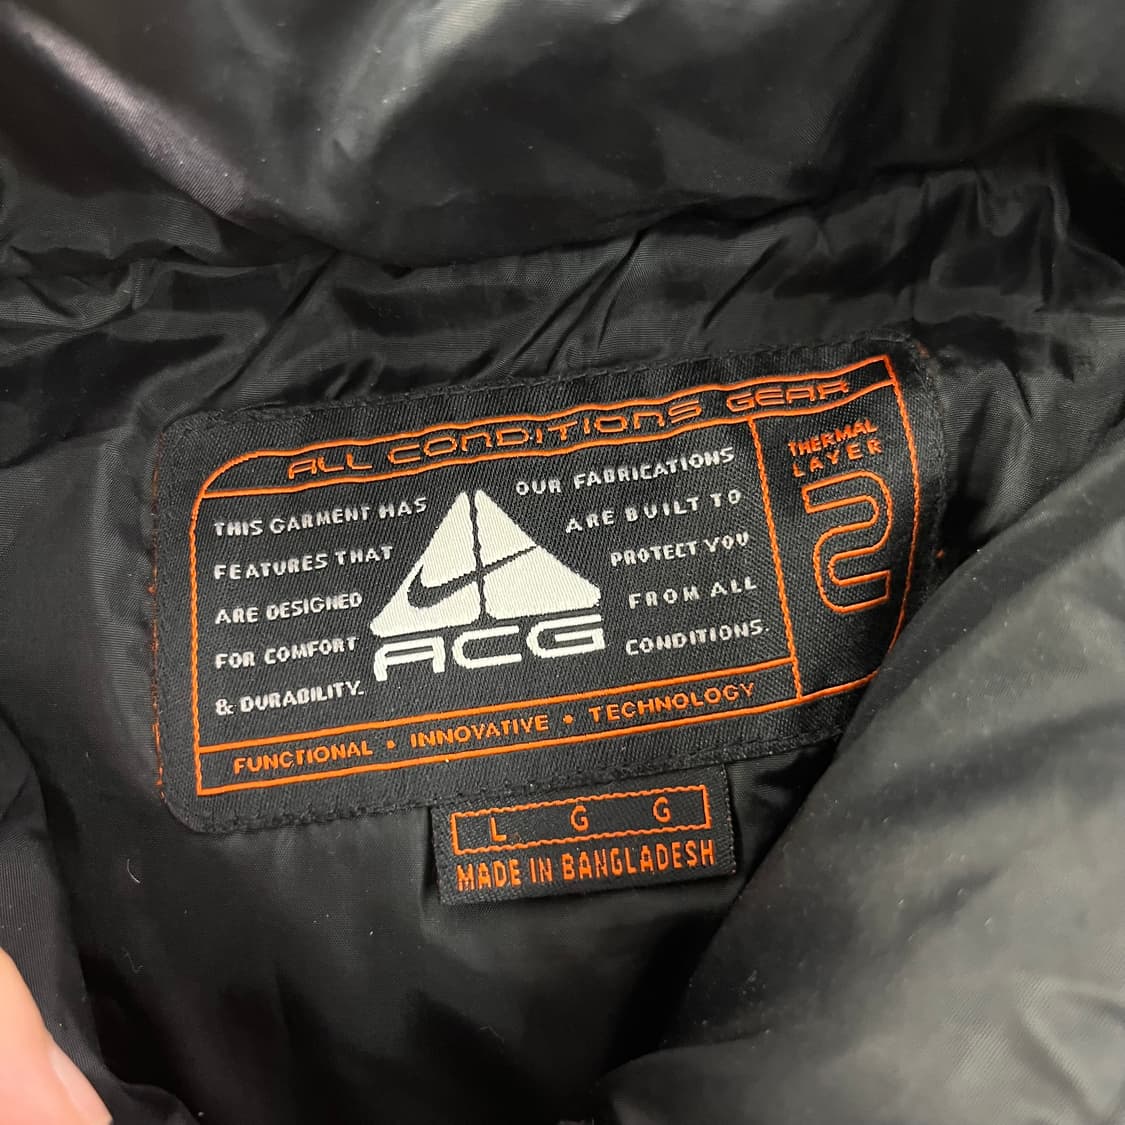 ALL CONDITIONS GEAR
THIS GARMENT HAS
FEATURES THAT
ARE DESIGNED
FOR COMFORT
& DURABILITY.
ACG
OUR FABRICATIONS
ARE BUILT TO
PROTECT YOU
FROM ALL
CONDITIONS.
THERMAL
LAYER
2
FUNCTIONAL • INNOVATIVE • TECHNOLOGY
L G G
MADE IN BANGLADESH